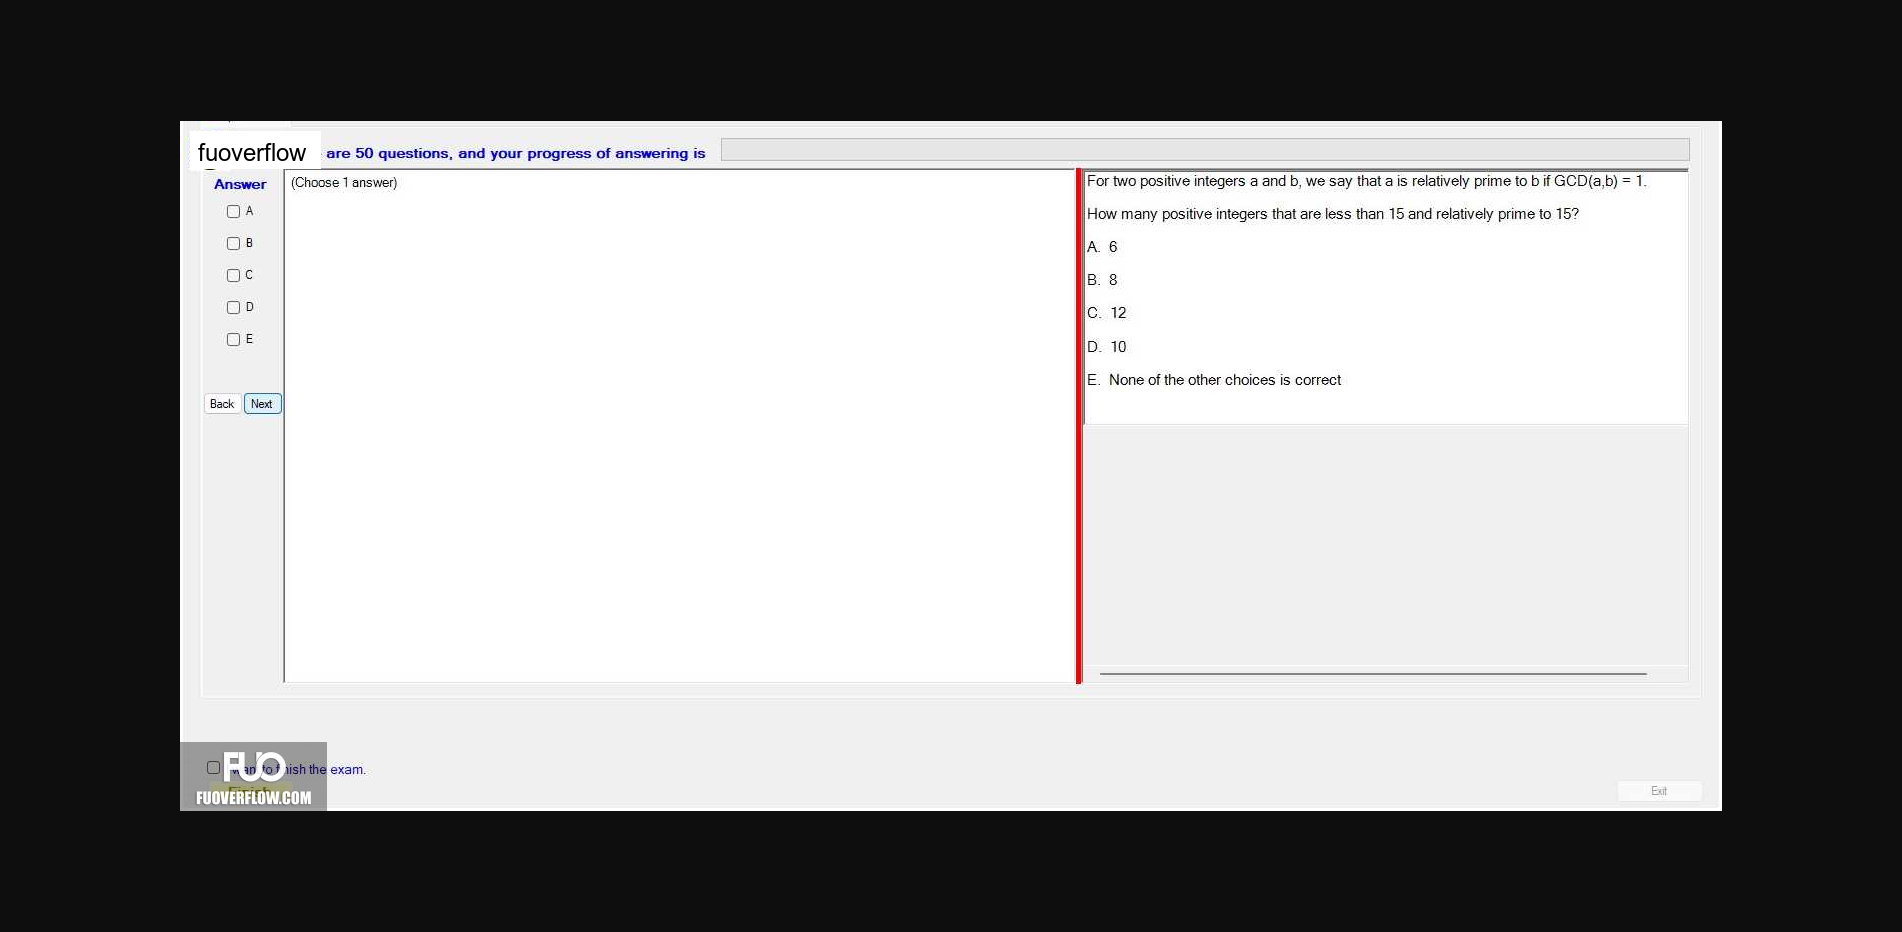 fuoverflow are 50 questions, and your progress of answering is
Answer
(Choose 1 answer)
A
B
C
D
E
Back Next
For two positive integers a and b, we say that a is relatively prime to b if GCD(a,b) = 1.
How many positive integers that are less than 15 and relatively prime to 15?
A. 6
B. 8
C. 12
D. 10
E. None of the other choices is correct
FUO
want to finish the exam.
Finish
FUOVERFLOW.COM
Exit